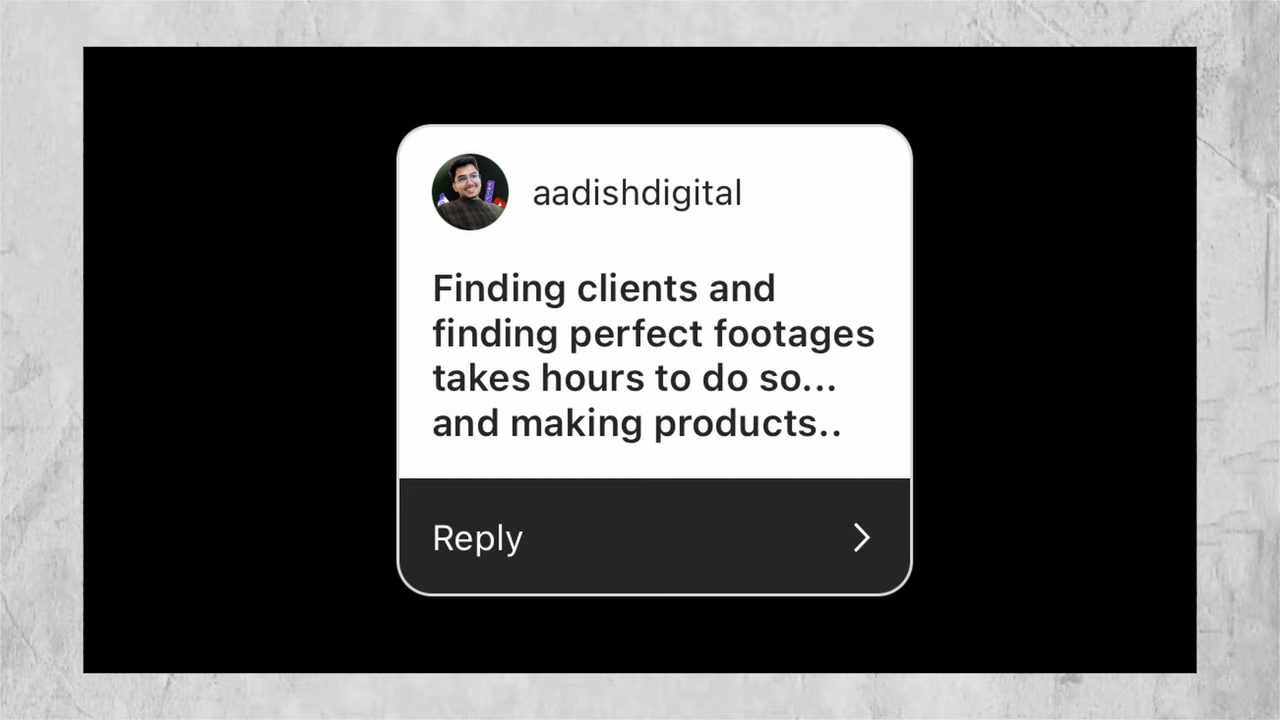 aadishdigital
Finding clients and
finding perfect footages
takes hours to do so...
and making products..
Reply